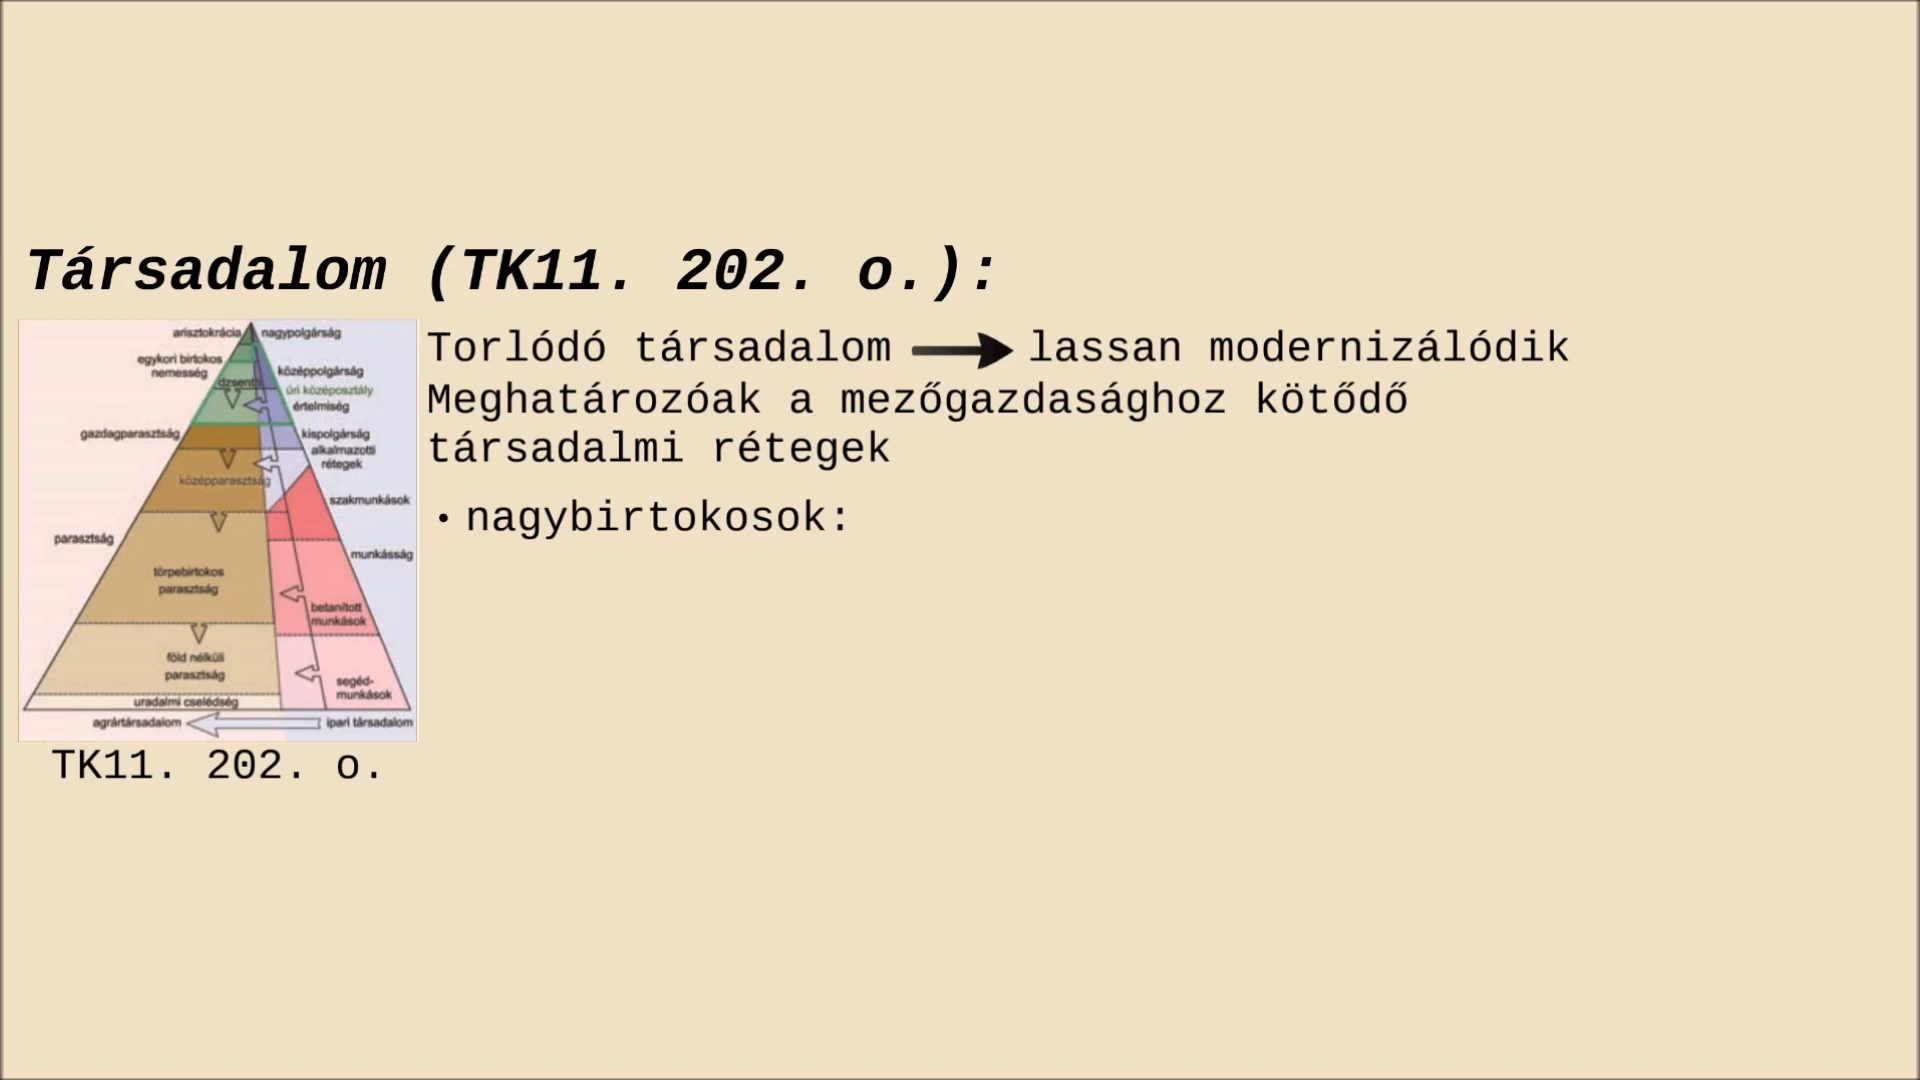 Társadalom (TK11. 202. o.):
arisztokrácia
nagypolgárság
egykori birtokos
nemesség
középpolgárság
dzsentri
úri középosztály
értelmiség
gazdagparasztság
kispolgárság
alkalmazotti
rétegek
középparasztság
szakmunkások
parasztság
munkásság
törpebirtokos
parasztság
betanított
munkások
föld nélküli
parasztság
segéd-
munkások
uradalmi cselédség
agrártársadalom
ipari társadalom
TK11. 202. o.
Torlódó társadalom lassan modernizálódik
Meghatározóak a mezőgazdasághoz kötődő
társadalmi rétegek
• nagybirtokosok: